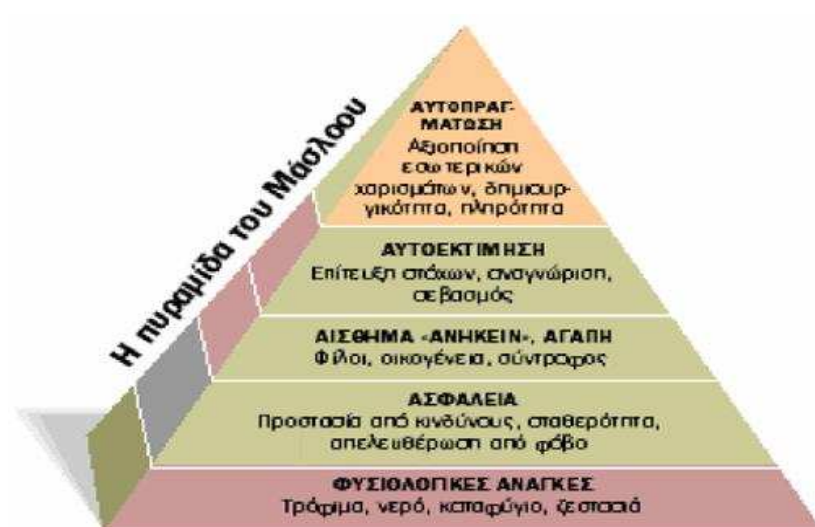 Η πυραμίδα του Μάσλοου
ΑΥΤΟΠΡΑΓ-
ΜΑΤΩΣΗ
Αξιοποίηση
εσωτερικών
χαρισμάτων, δημιουρ-
γικότητα, πληρότητα
ΑΥΤΟΕΚΤΙΜΗΣΗ
Επίτευξη στόχων, αναγνώριση,
σεβασμός
ΑΙΣΘΗΜΑ «ΑΝΗΚΕΙΝ», ΑΓΑΠΗ
Φίλοι, οικογένεια, σύντροφος
ΑΣΦΑΛΕΙΑ
Προστασία από κινδύνους, σταθερότητα,
απελευθέρωση από φόβο
ΦΥΣΙΟΛΟΓΙΚΕΣ ΑΝΑΓΚΕΣ
Τρόφιμα, νερό, καταφύγιο, ζεστασιά